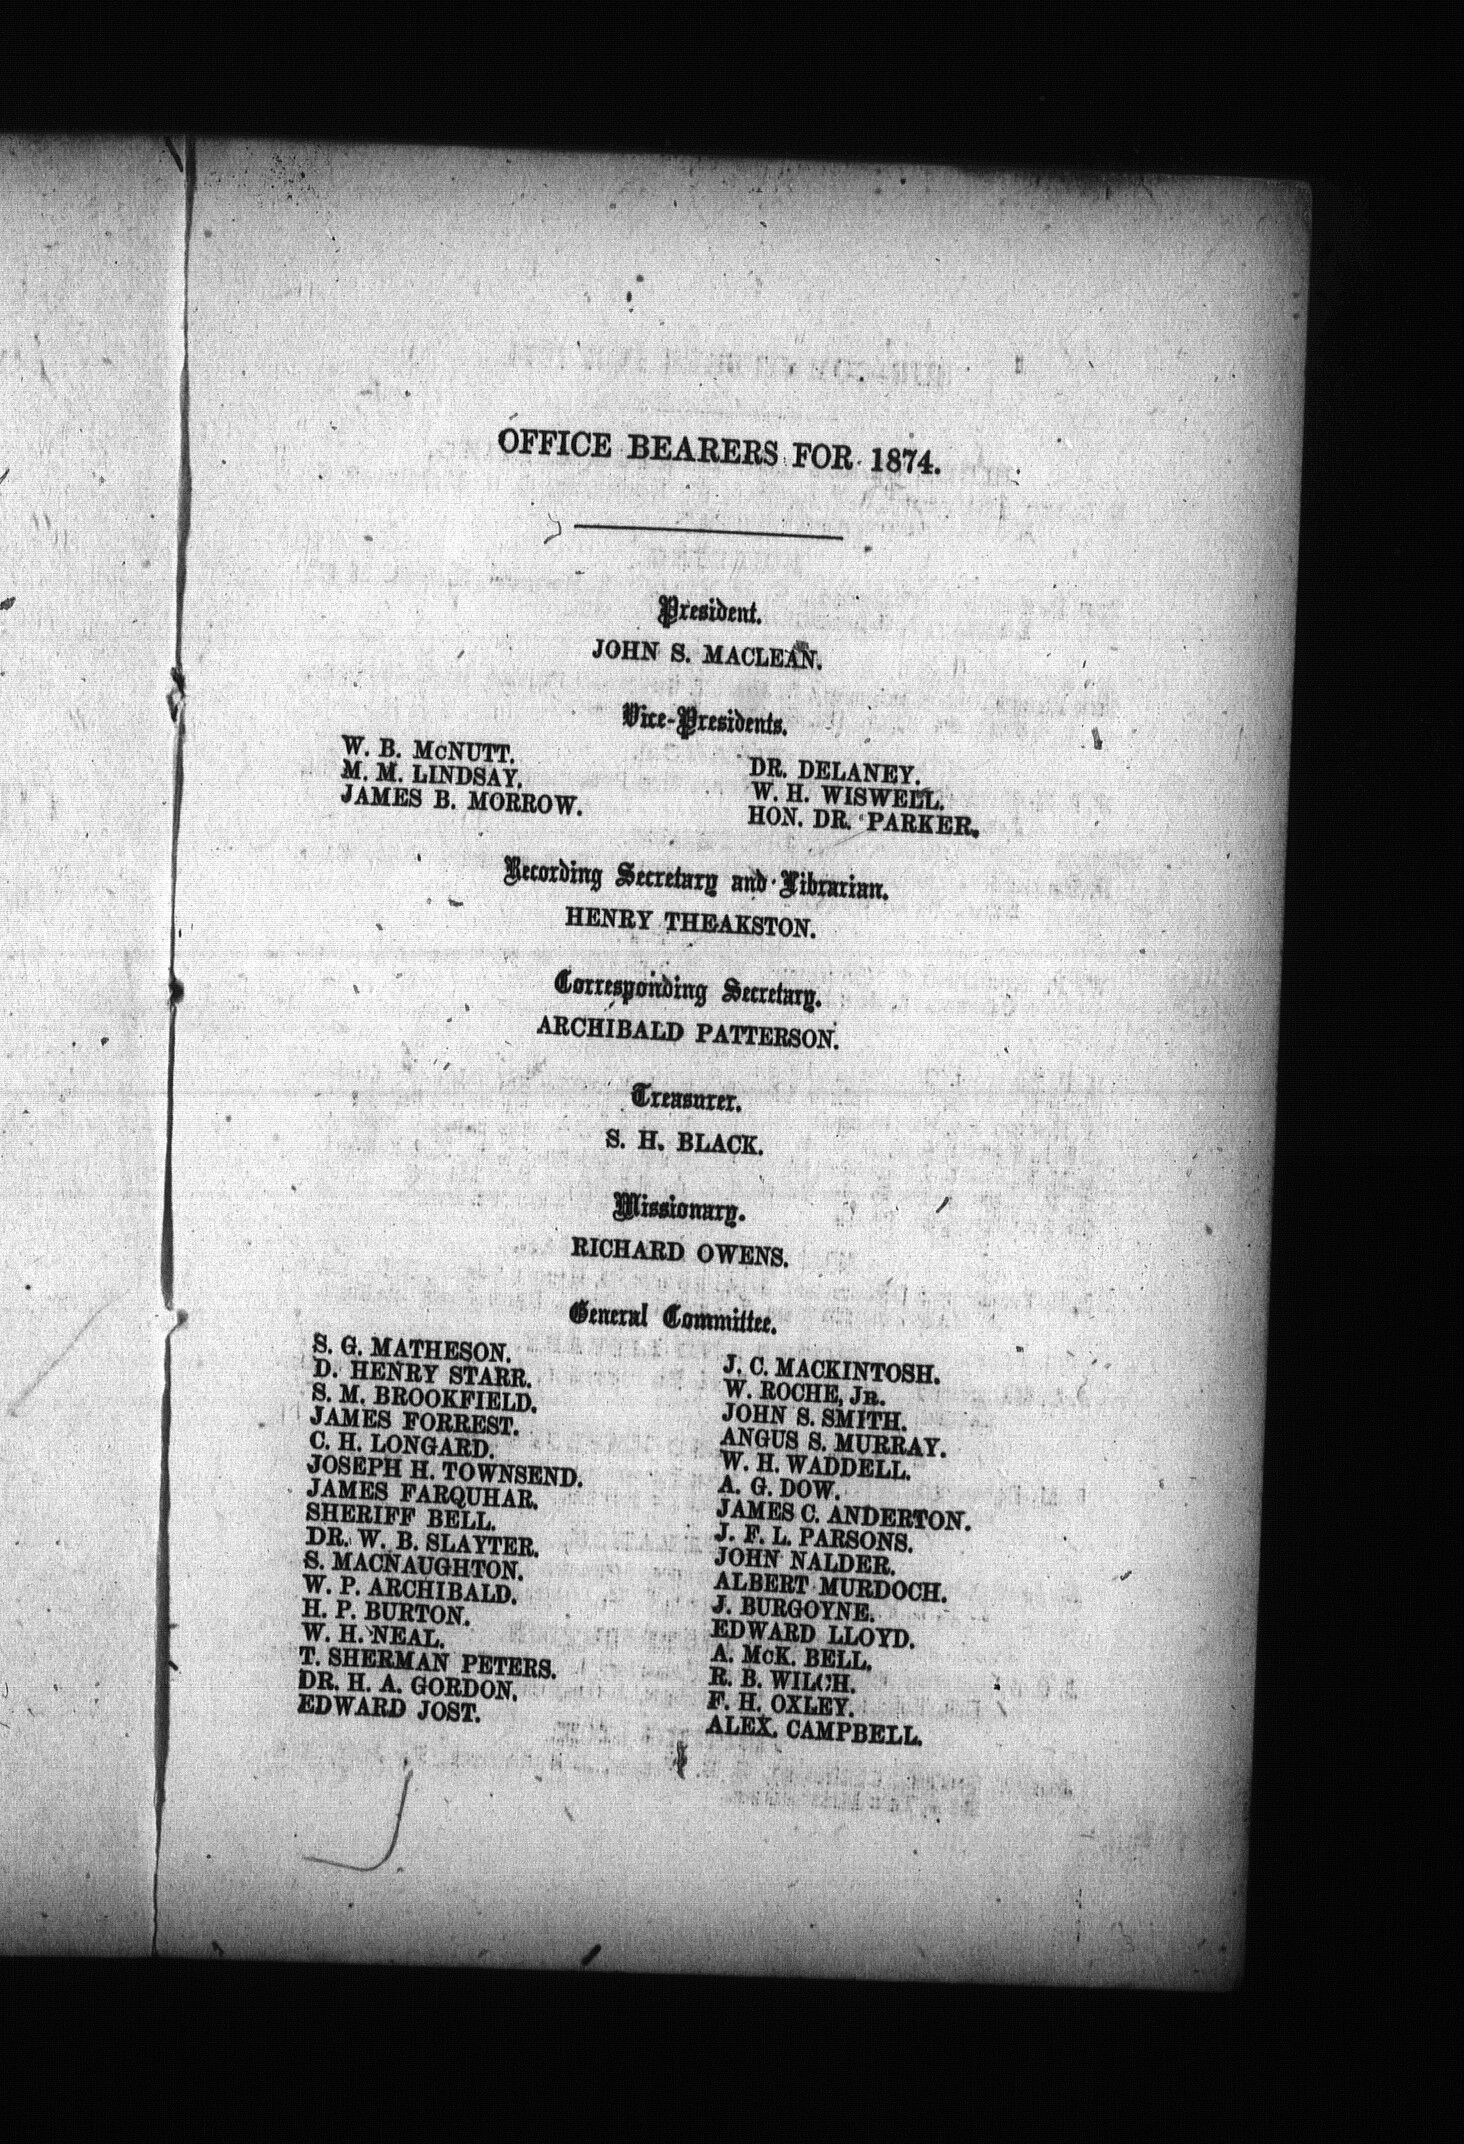 OFFICE BEARERS FOR 1874.
President.
JOHN S. MACLEAN.
Vice-Presidents.
W. B. McNUTT.
M. M. LINDSAY.
JAMES B. MORROW.
DR. DELANEY.
W. H. WISWELL.
HON. DR. PARKER.
Recording Secretary and Librarian.
HENRY THEAKSTON.
Corresponding Secretary.
ARCHIBALD PATTERSON.
Treasurer.
S. H. BLACK.
Missionary.
RICHARD OWENS.
General Committee.
S. G. MATHESON.
D. HENRY STARR.
S. M. BROOKFIELD.
JAMES FORREST.
C. H. LONGARD.
JOSEPH H. TOWNSEND.
JAMES FARQUHAR.
SHERIFF BELL.
DR. W. B. SLAYTER.
S. MACNAUGHTON.
W. P. ARCHIBALD.
H. P. BURTON.
W. H. NEAL.
T. SHERMAN PETERS.
DR. H. A. GORDON.
EDWARD JOST.
J. C. MACKINTOSH.
W. ROCHE, JR.
JOHN S. SMITH.
ANGUS S. MURRAY.
W. H. WADDELL.
A. G. DOW.
JAMES C. ANDERTON.
J. F. L. PARSONS.
JOHN NALDER.
ALBERT MURDOCH.
J. BURGOYNE.
EDWARD LLOYD.
A. McK. BELL.
R. B. WILCH.
F. H. OXLEY.
ALEX. CAMPBELL.